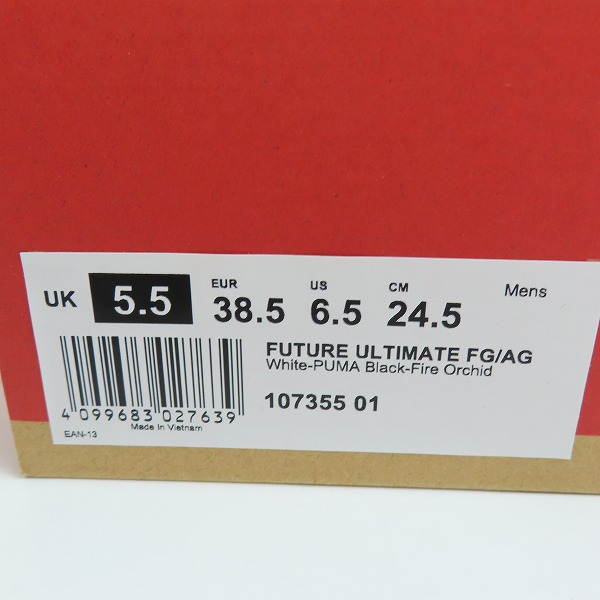 UK 5.5 EUR 38.5 US 6.5 CM 24.5 Mens
FUTURE ULTIMATE FG/AG
White-PUMA Black-Fire Orchid
107355 01
4 099683 027639
Made in Vietnam
EAN-13